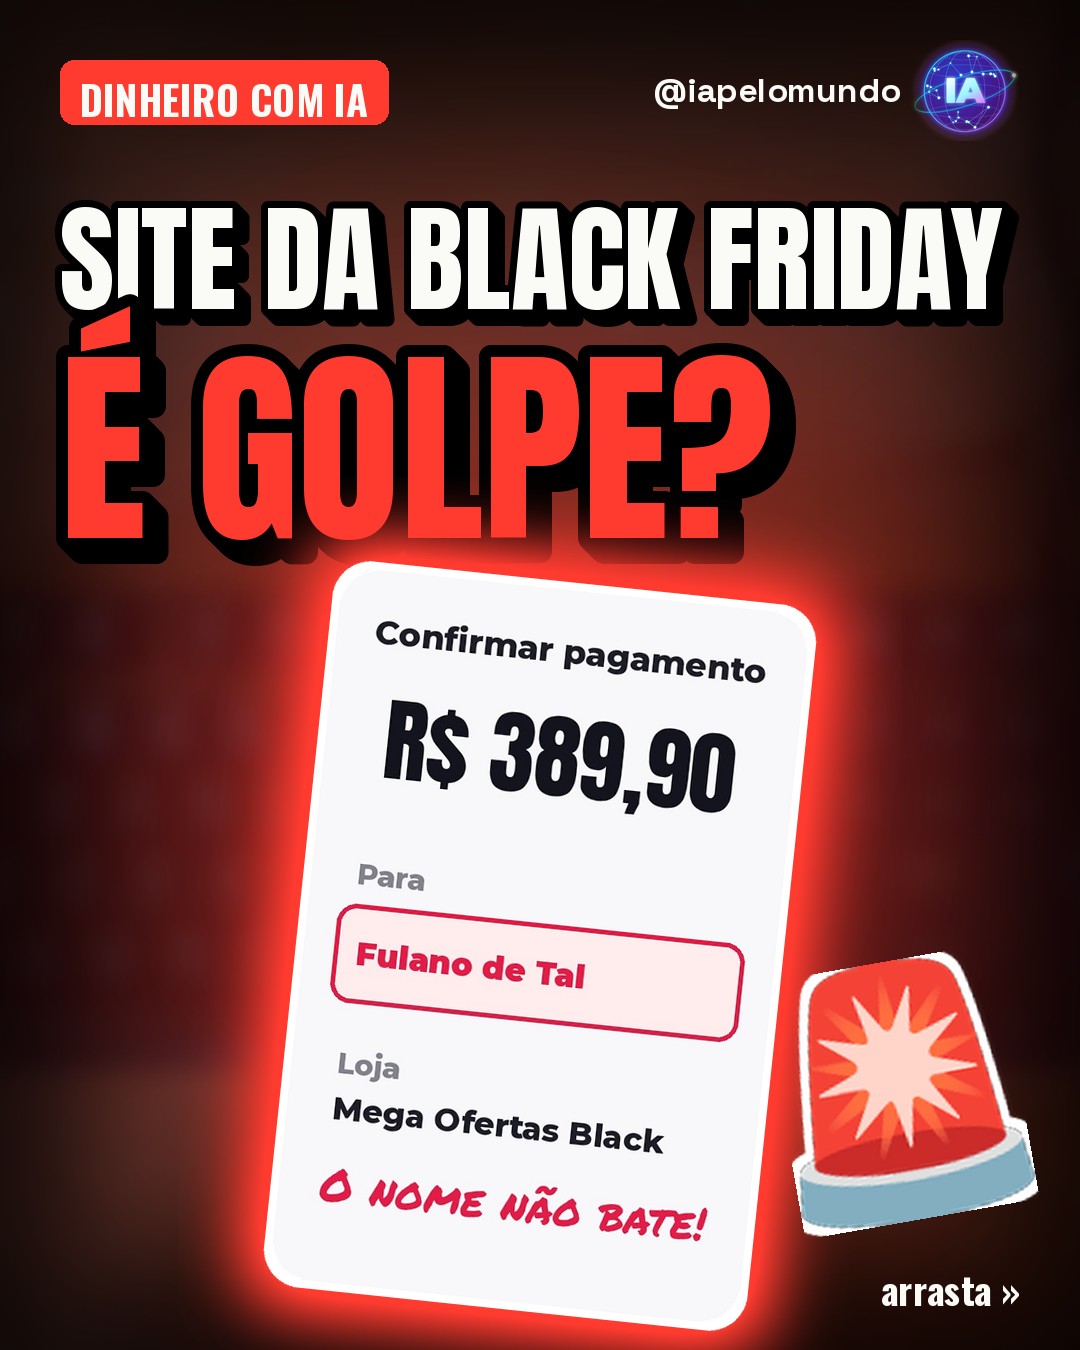 DINHEIRO COM IA
@iapelomundo
IA
SITE DA BLACK FRIDAY
É GOLPE?
Confirmar pagamento
R$ 389,90
Para
Fulano de Tal
Loja
Mega Ofertas Black
O NOME NÃO BATE!
arrasta »